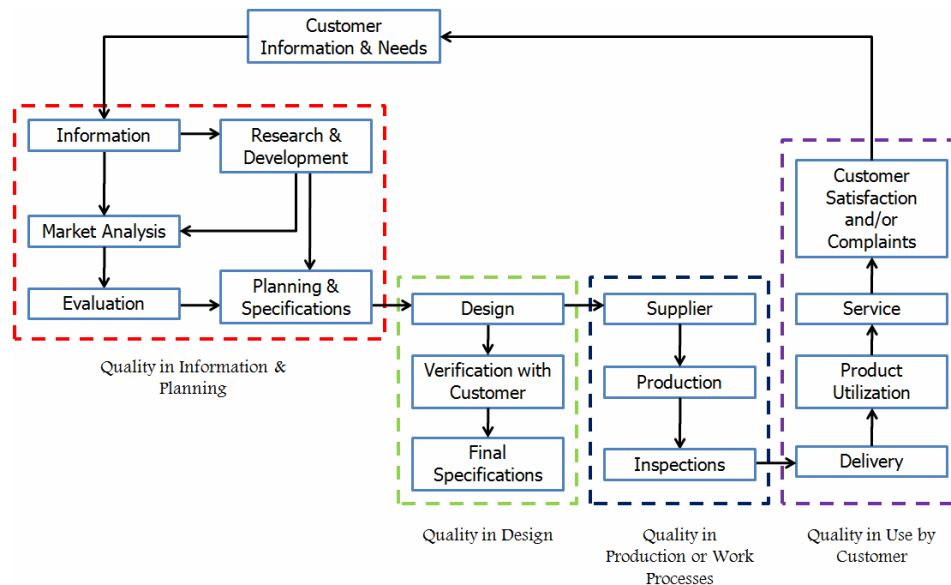 Customer
Information & Needs
Information
Research &
Development
Market Analysis
Evaluation
Planning &
Specifications
Quality in Information &
Planning
Design
Verification with
Customer
Final
Specifications
Quality in Design
Supplier
Production
Inspections
Quality in
Production or Work
Processes
Customer
Satisfaction
and/or
Complaints
Service
Product
Utilization
Delivery
Quality in Use by
Customer